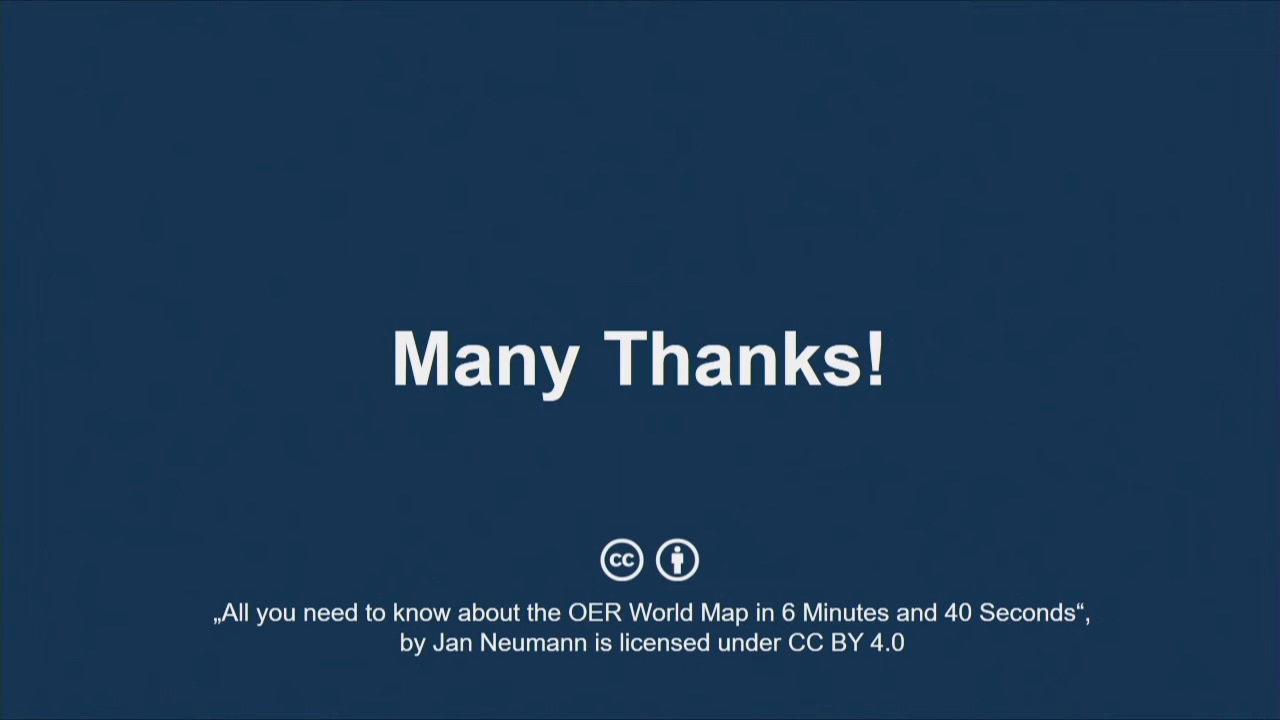 Many Thanks!
cc
„All you need to know about the OER World Map in 6 Minutes and 40 Seconds“,
by Jan Neumann is licensed under CC BY 4.0